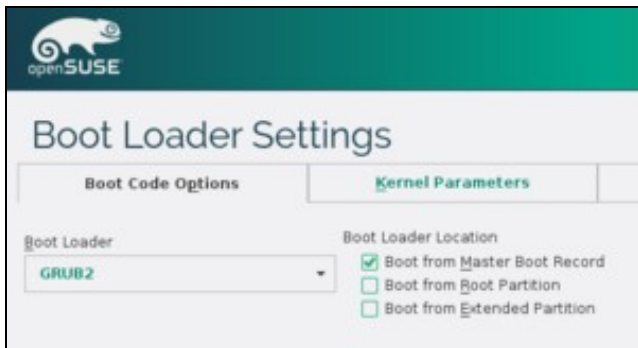 openSUSE
Boot Loader Settings
Boot Code Options
Kernel Parameters
Boot Loader
GRUB2
Boot Loader Location
Boot from Master Boot Record
Boot from Root Partition
Boot from Extended Partition